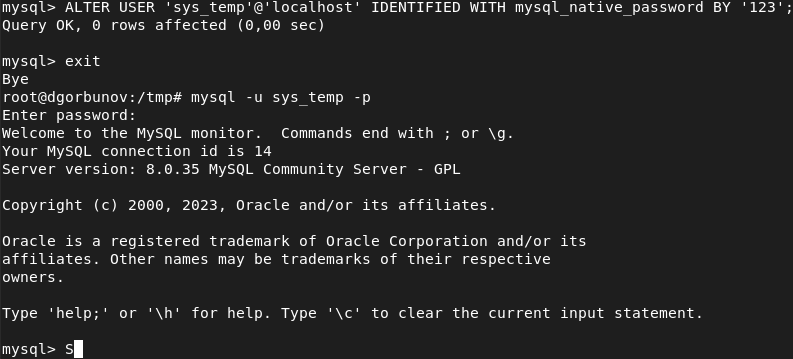 mysql> ALTER USER 'sys_temp'@'localhost' IDENTIFIED WITH mysql_native_password BY '123';
Query OK, 0 rows affected (0,00 sec)
mysql> exit
Bye
root@dgorbunov:/tmp# mysql -u sys_temp -p
Enter password:
Welcome to the MySQL monitor.  Commands end with ; or \g.
Your MySQL connection id is 14
Server version: 8.0.35 MySQL Community Server - GPL
Copyright (c) 2000, 2023, Oracle and/or its affiliates.
Oracle is a registered trademark of Oracle Corporation and/or its
affiliates. Other names may be trademarks of their respective
owners.
Type 'help;' or '\h' for help. Type '\c' to clear the current input statement.
mysql> S